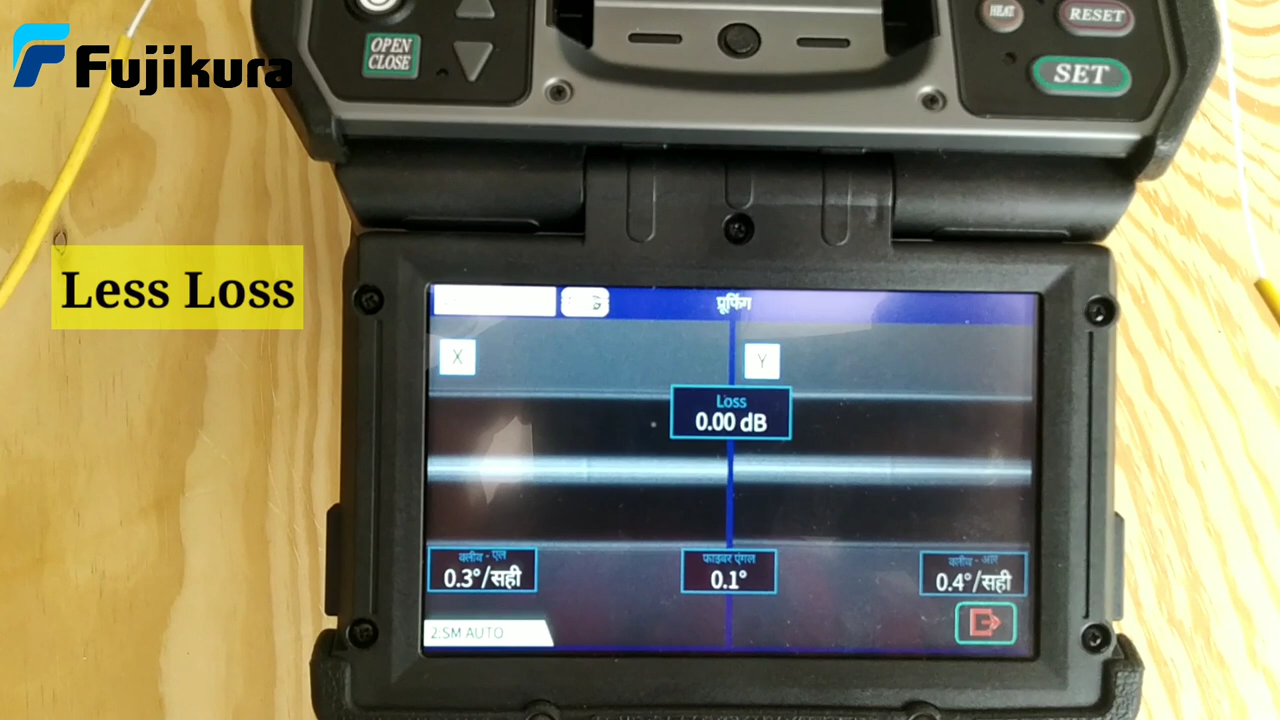 Fujikura
OPEN
CLOSE
HEAT
RESET
SET
Less Loss
प्रूफिंग
X
Y
Loss
0.00 dB
क्लीव - एल
0.3°/सही
फाइबर एंगल
0.1°
क्लीव - आर
0.4°/सही
2:SM AUTO